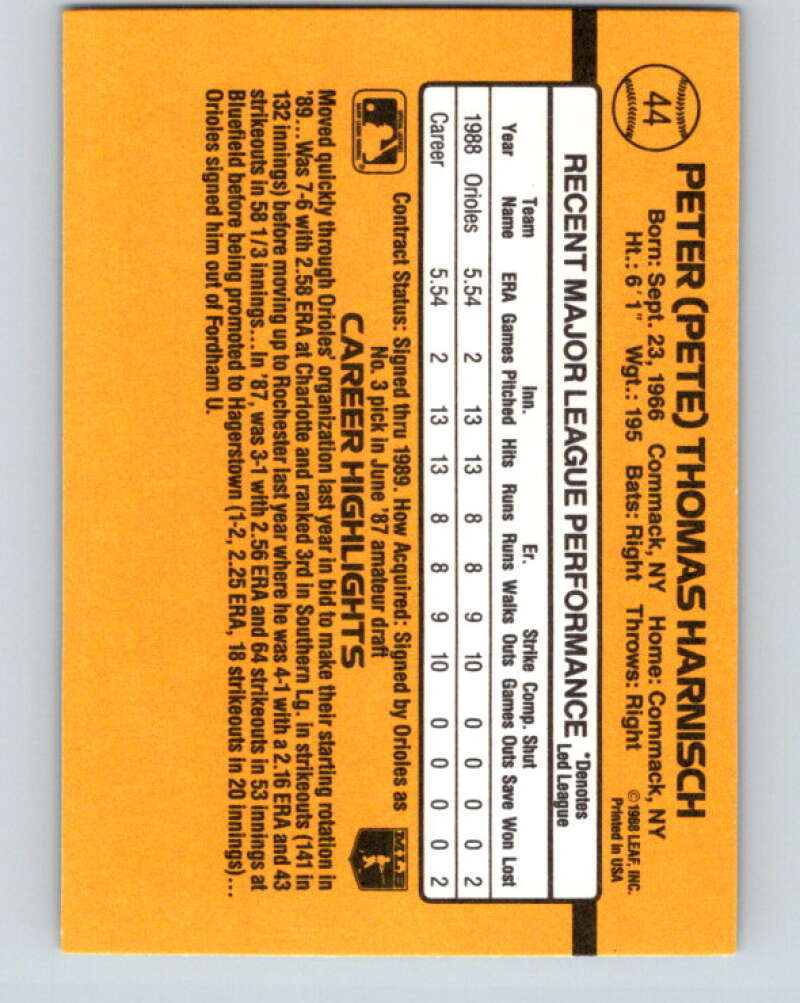 44
PETER (PETE) THOMAS HARNISCH
Born: Sept. 23, 1966 Commack, NY Home: Commack, NY
Ht.: 6'1" Wgt.: 195 Bats: Right Throws: Right
© 1988 LEAF, INC.
Printed in USA
RECENT MAJOR LEAGUE PERFORMANCE
*Denotes
Led League
Team Inn. Er. Strike Comp. Shut
Year Name ERA Games Pitched Hits Runs Runs Walks Outs Games Outs Save Won Lost
1988 Orioles 5.54 2 13 13 8 8 9 10 0 0 0 0 2
Career 5.54 2 13 13 8 8 9 10 0 0 0 0 2
Contract Status: Signed thru 1989. How Acquired: Signed by Orioles as
No. 3 pick in June '87 amateur draft
MLB
CAREER HIGHLIGHTS
Moved quickly through Orioles' organization last year in bid to make their starting rotation in
'89...Was 7-6 with 2.58 ERA at Charlotte and ranked 3rd in Southern Lg. in strikeouts (141 in
132 innings) before moving up to Rochester last year where he was 4-1 with a 2.16 ERA and 43
strikeouts in 58 1/3 innings...In '87, was 3-1 with 2.56 ERA and 64 strikeouts in 53 innings at
Bluefield before being promoted to Hagerstown (1-2, 2.25 ERA, 18 strikeouts in 20 innings)...
Orioles signed him out of Fordham U.